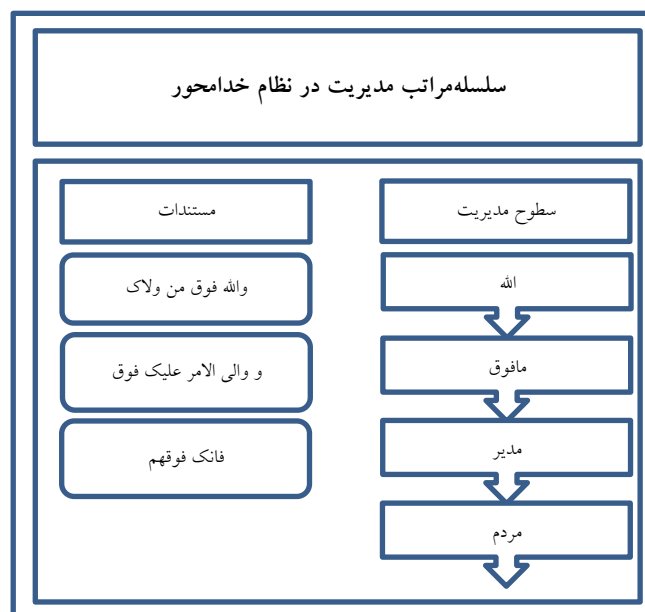 سلسله‌مراتب مدیریت در نظام خدامحور
سطوح مدیریت
الله
مافوق
مدیر
مردم
مستندات
والله فوق من ولاک
و والی الامر علیک فوق
فانک فوقهم